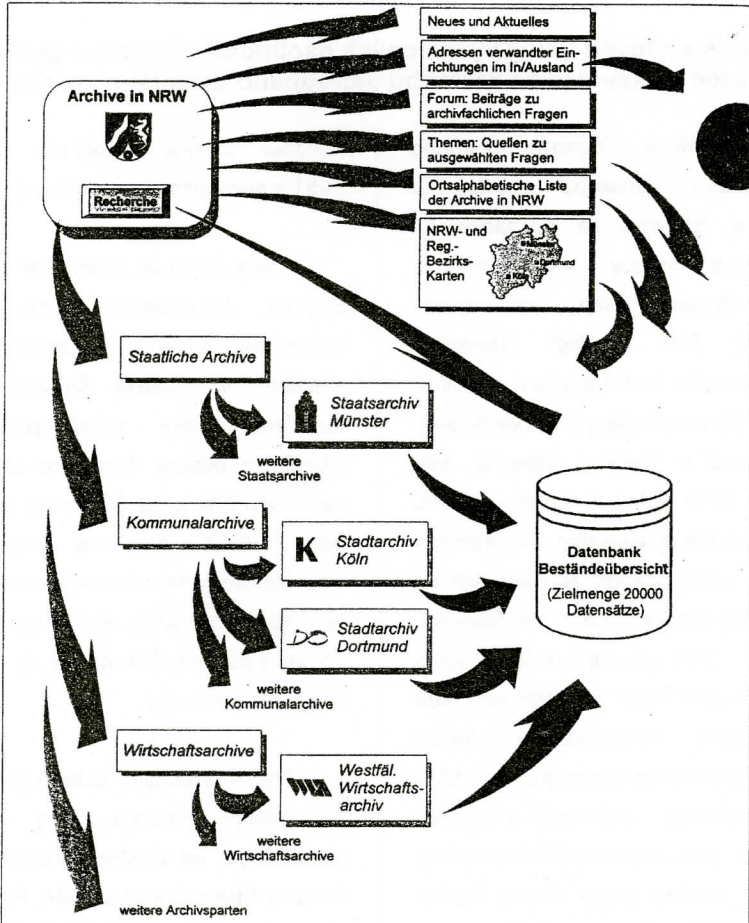 Neues und Aktuelles
Adressen verwandter Ein-
richtungen im In/Ausland
Forum: Beiträge zu
archivfachlichen Fragen
Themen: Quellen zu
ausgewählten Fragen
Ortsalphabetische Liste
der Archive in NRW
NRW- und
Reg.-
Bezirks-
Karten
Münster
Dortmund
Köln
Archive in NRW
Recherche
Staatliche Archive
Staatsarchiv
Münster
weitere
Staatsarchive
Kommunalarchive
K
Stadtarchiv
Köln
DO
Stadtarchiv
Dortmund
weitere
Kommunalarchive
Datenbank
Beständeübersicht
(Zielmenge 20000
Datensätze)
Wirtschaftsarchive
Westfäl.
Wirtschafts-
archiv
weitere
Wirtschaftsarchive
weitere Archivsparten